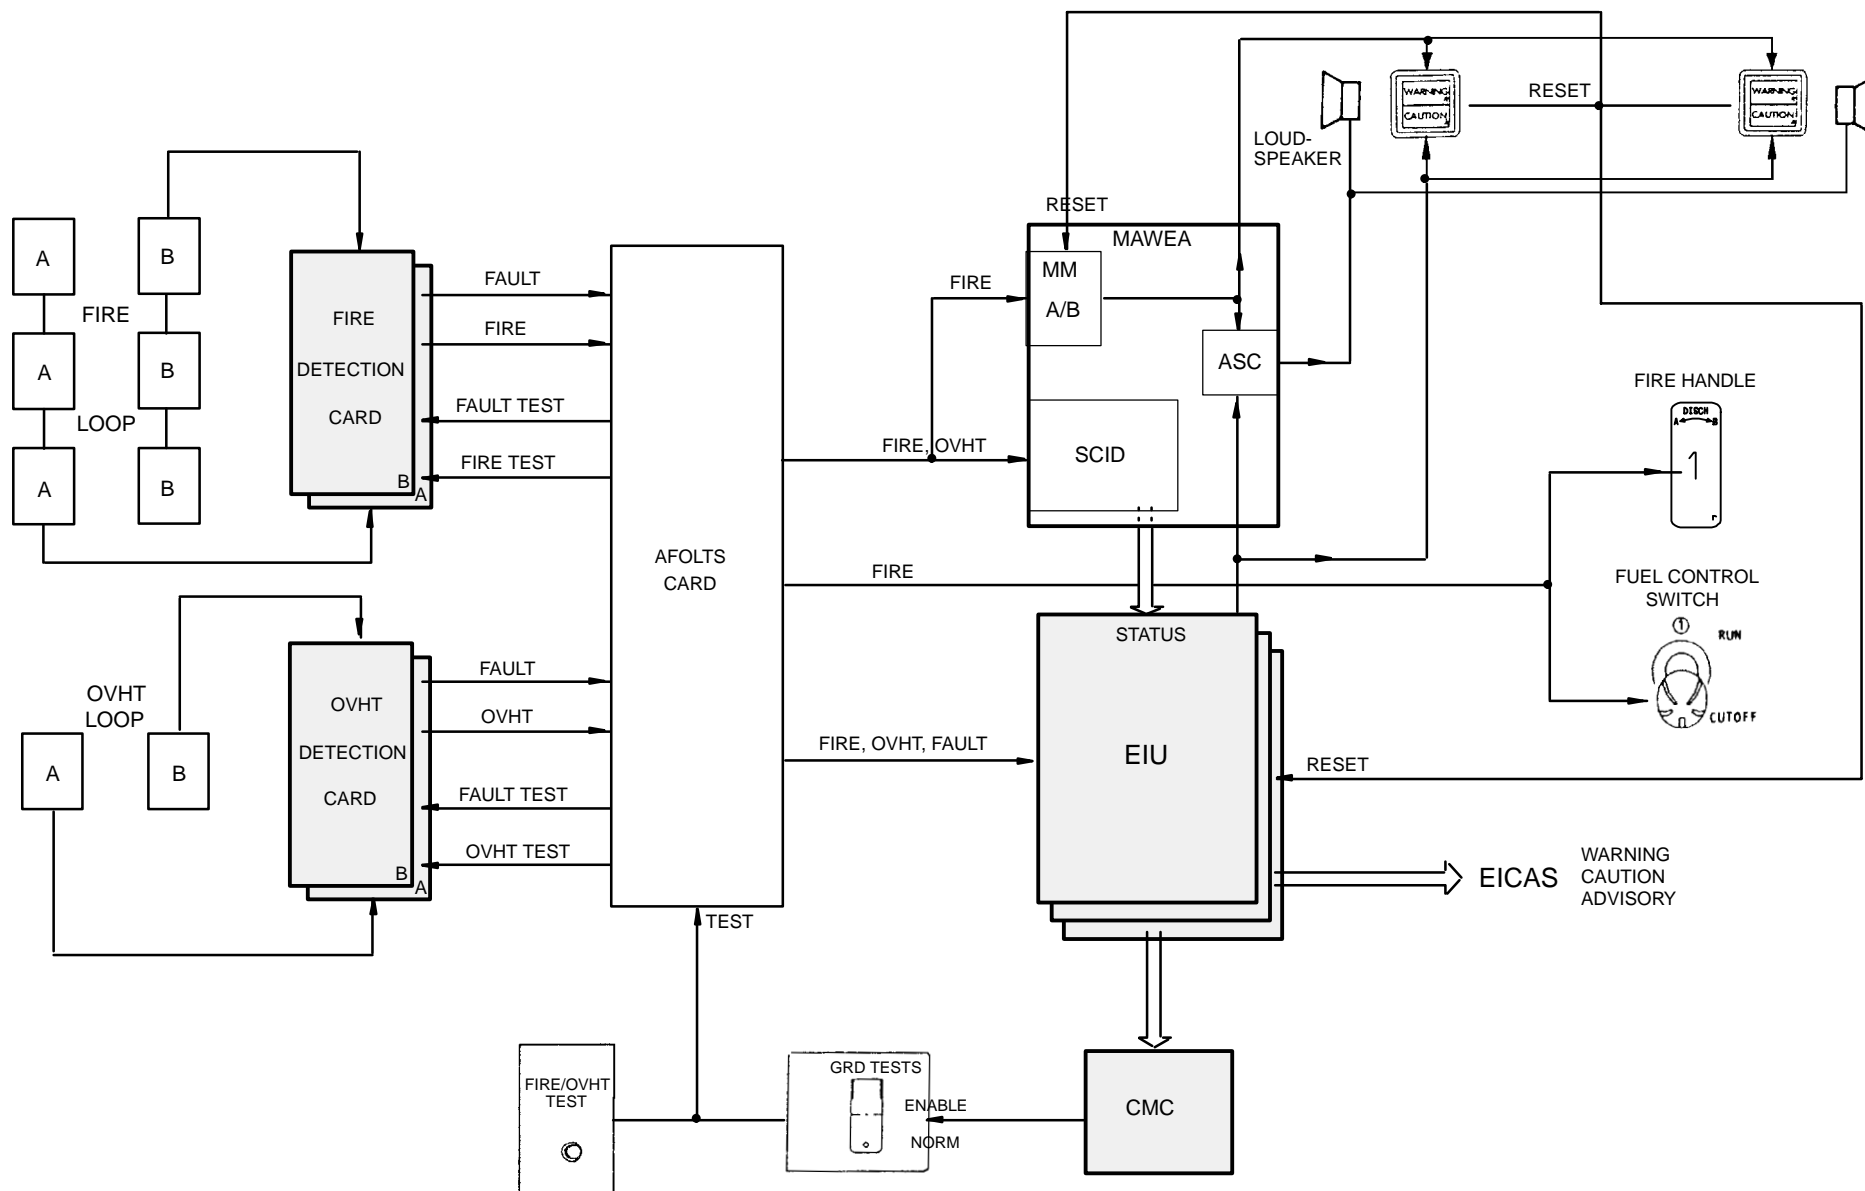 RESET
LOUD-
SPEAKER
WARNING
CAUTION
RESET
WARNING
CAUTION
A
B
FIRE
A
B
LOOP
A
B
FIRE
DETECTION
CARD
B
A
FAULT
FIRE
FAULT TEST
FIRE TEST
AFOLTS
CARD
FIRE
FIRE, OVHT
FIRE
FIRE, OVHT, FAULT
MAWEA
MM
A/B
ASC
SCID
FIRE HANDLE
DISCH
A B
1
FUEL CONTROL
SWITCH
1
RUN
CUTOFF
OVHT
LOOP
A
B
OVHT
DETECTION
CARD
B
A
FAULT
OVHT
FAULT TEST
OVHT TEST
STATUS
EIU
RESET
EICAS
WARNING
CAUTION
ADVISORY
TEST
FIRE/OVHT
TEST
GRD TESTS
ENABLE
NORM
CMC